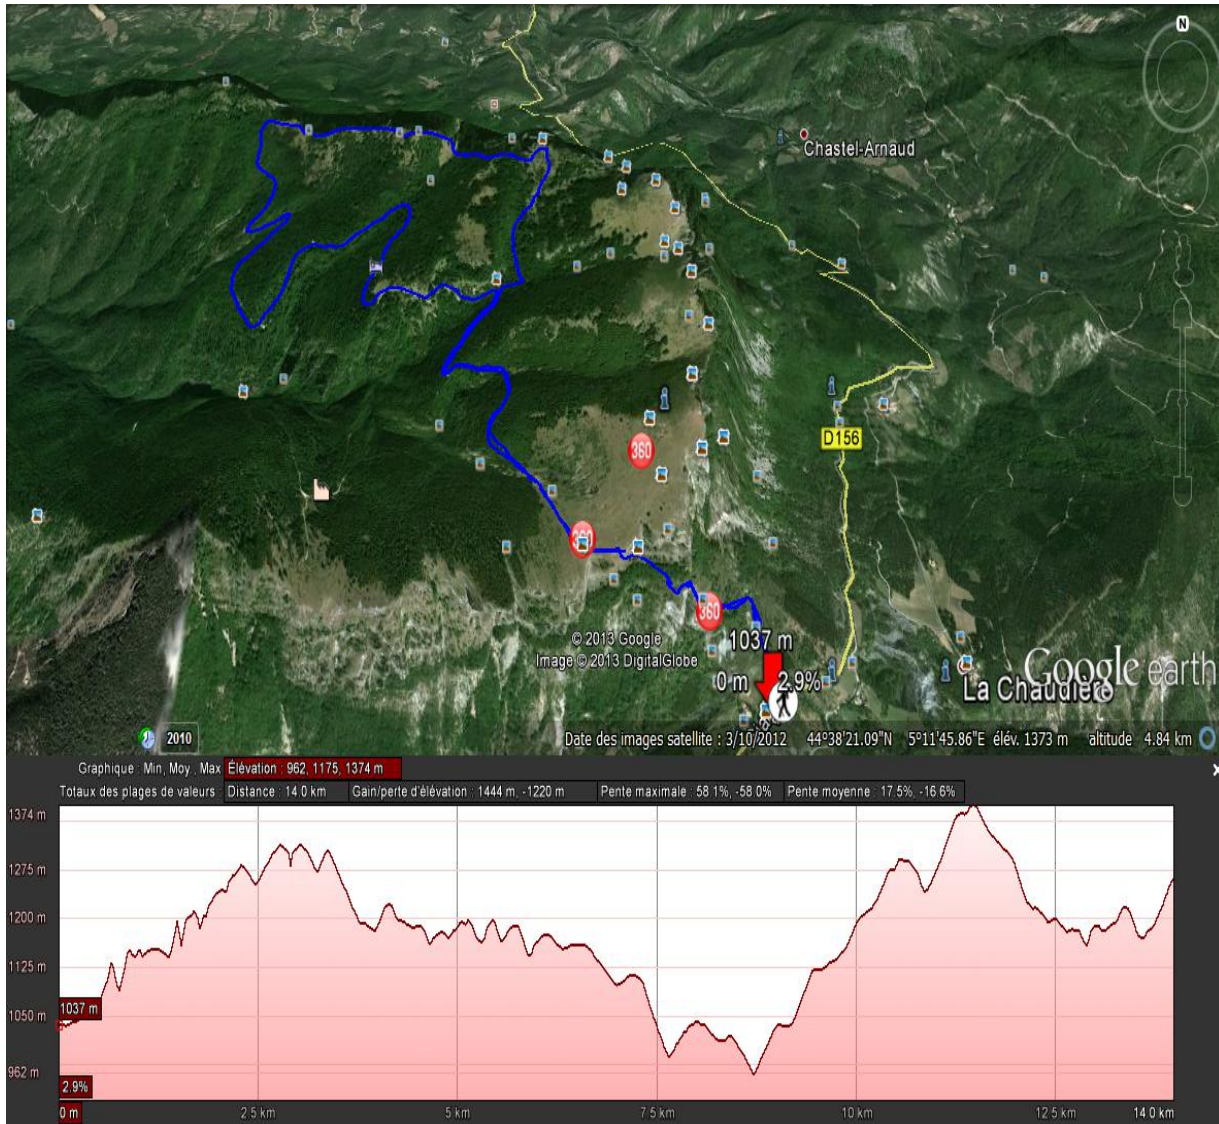 N
Chastel-Arnaud
D156
360
360
© 2013 Google
Image © 2013 DigitalGlobe
1037 m
0 m
2.9%
Google earth
La Chaudière
2010
Date des images satellite : 3/10/2012 44°38'21.09"N 5°11'45.86"E élév. 1373 m altitude 4.84 km
Graphique : Min, Moy., Max Élévation : 962, 1175, 1374 m
Totaux des plages de valeurs : Distance : 14.0 km Gain/perte d'élévation : 1444 m, -1220 m Pente maximale : 58.1%, -58.0% Pente moyenne : 17.5%, -16.6%
1374 m
1275 m
1200 m
1125 m
1050 m
1037 m
962 m
2.9%
0 m
2.5 km
5 km
7.5 km
10 km
12.5 km
14.0 km